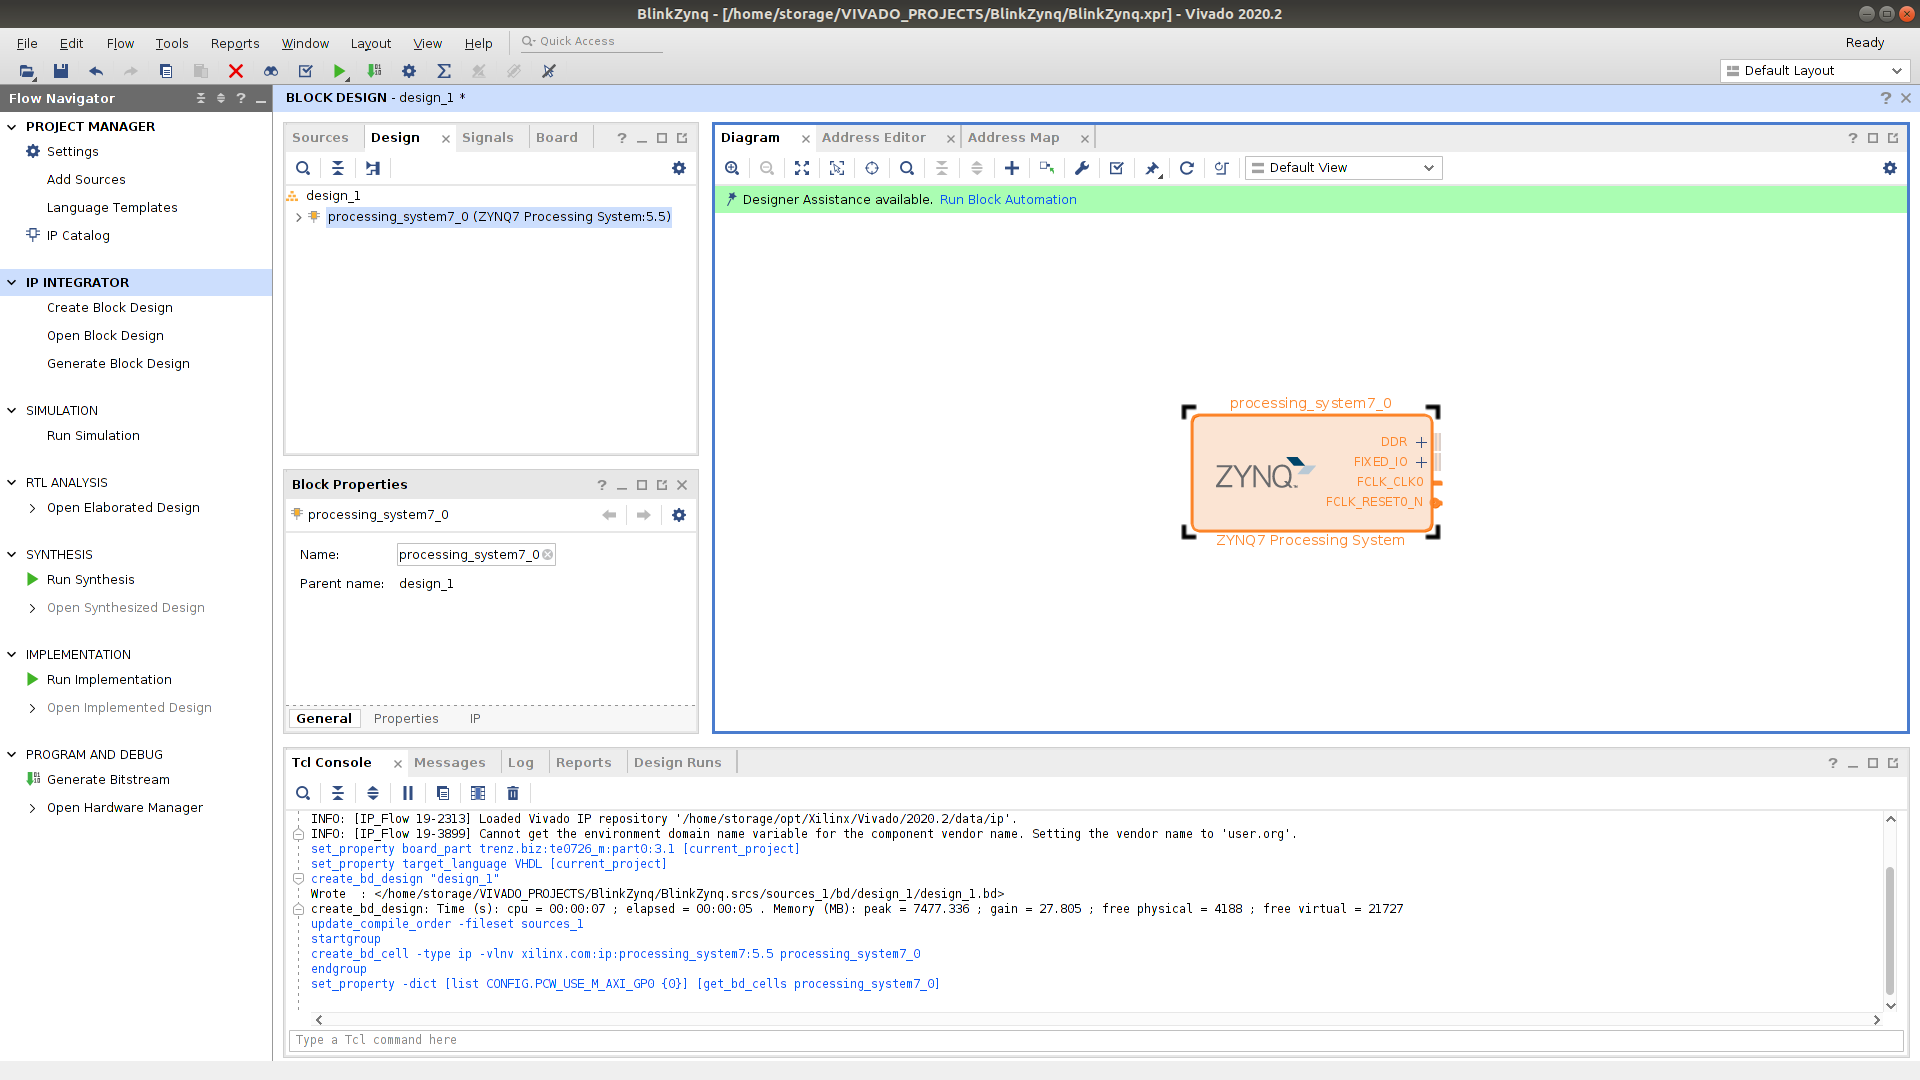 BlinkZynq - [/home/storage/VIVADO_PROJECTS/BlinkZynq/BlinkZynq.xpr] - Vivado 2020.2
File Edit Flow Tools Reports Window Layout View Help Quick Access Ready
Default Layout
Flow Navigator
PROJECT MANAGER
Settings
Add Sources
Language Templates
IP Catalog
IP INTEGRATOR
Create Block Design
Open Block Design
Generate Block Design
SIMULATION
Run Simulation
RTL ANALYSIS
Open Elaborated Design
SYNTHESIS
Run Synthesis
Open Synthesized Design
IMPLEMENTATION
Run Implementation
Open Implemented Design
PROGRAM AND DEBUG
Generate Bitstream
Open Hardware Manager
BLOCK DESIGN - design_1 *
Sources Design Signals Board
design_1
processing_system7_0 (ZYNQ7 Processing System:5.5)
Block Properties
processing_system7_0
Name: processing_system7_0
Parent name: design_1
General Properties IP
Diagram Address Editor Address Map
Default View
Designer Assistance available. Run Block Automation
processing_system7_0
DDR
FIXED_IO
FCLK_CLK0
FCLK_RESET0_N
ZYNQ
ZYNQ7 Processing System
Tcl Console Messages Log Reports Design Runs
INFO: [IP_Flow 19-2313] Loaded Vivado IP repository '/home/storage/opt/Xilinx/Vivado/2020.2/data/ip'.
INFO: [IP_Flow 19-3899] Cannot get the environment domain name variable for the component vendor name. Setting the vendor name to 'user.org'.
set_property board_part trenz.biz:te0726_m:part0:3.1 [current_project]
set_property target_language VHDL [current_project]
create_bd_design "design_1"
Wrote  : </home/storage/VIVADO_PROJECTS/BlinkZynq/BlinkZynq.srcs/sources_1/bd/design_1/design_1.bd>
create_bd_design: Time (s): cpu = 00:00:07 ; elapsed = 00:00:05 . Memory (MB): peak = 7477.336 ; gain = 27.805 ; free physical = 4188 ; free virtual = 21727
update_compile_order -fileset sources_1
startgroup
create_bd_cell -type ip -vlnv xilinx.com:ip:processing_system7:5.5 processing_system7_0
endgroup
set_property -dict [list CONFIG.PCW_USE_M_AXI_GP0 {0}] [get_bd_cells processing_system7_0]
Type a Tcl command here